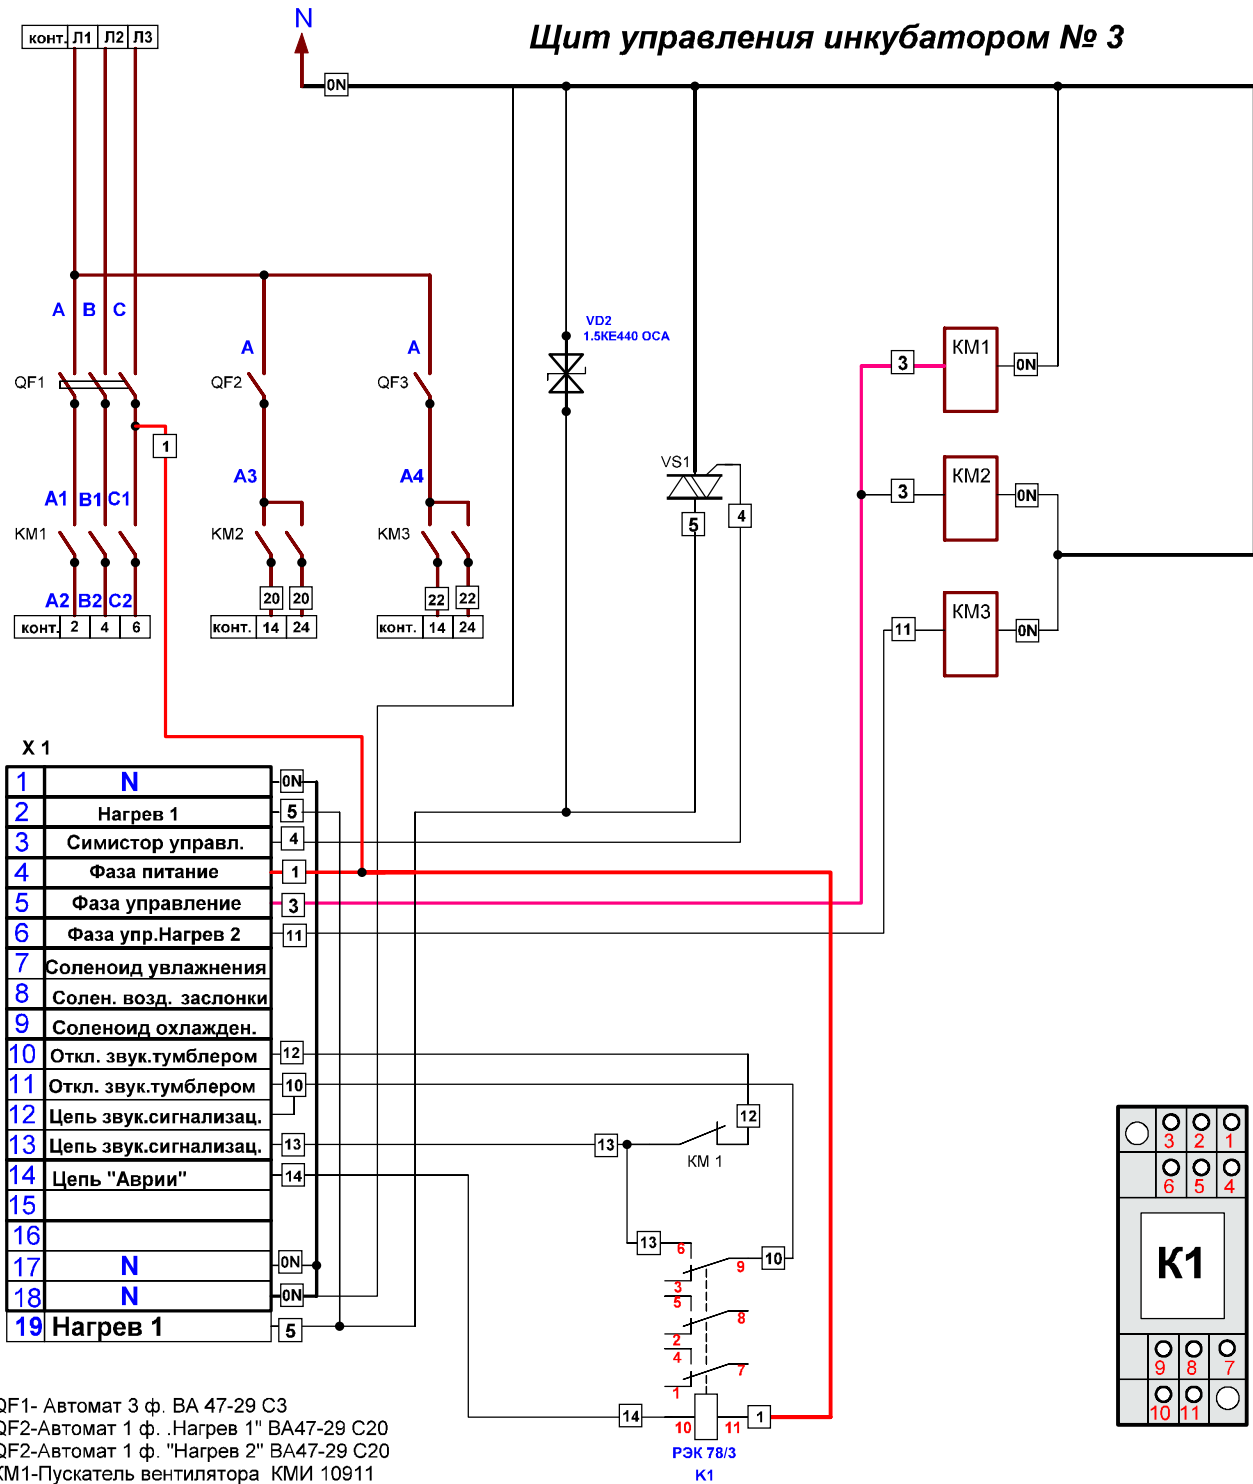 Щит управления инкубатором № 3
N
конт. Л1 Л2 Л3
0N
A B C
A
A
VD2
1.5KE440 OCA
QF1
QF2
QF3
1
3
КМ1
0N
A1 B1 C1
A3
A4
VS1
5
4
3
КМ2
0N
КМ1
КМ2
КМ3
A2 B2 C2
20 20
22 22
конт. 2 4 6
конт. 14 24
конт. 14 24
11
КМ3
0N
X 1
1 N 0N
2 Нагрев 1 5
3 Симистор управл. 4
4 Фаза питание 1
5 Фаза управление 3
6 Фаза упр.Нагрев 2 11
7 Соленоид увлажнения
8 Солен. возд. заслонки
9 Соленоид охлажден.
10 Откл. звук.тумблером 12
11 Откл. звук.тумблером 10
12 Цепь звук.сигнализац.
13 Цепь звук.сигнализац. 13
14 Цепь "Аврии" 14
15
16
17 N 0N
18 N 0N
19 Нагрев 1 5
12
13
КМ 1
13
6
9
10
3
5
8
2
4
7
1
14
10
11
1
РЭК 78/3
К1
3 2 1
6 5 4
К1
9 8 7
10 11
QF1- Автомат 3 ф. ВА 47-29 С3
QF2-Автомат 1 ф. .Нагрев 1" ВА47-29 С20
QF2-Автомат 1 ф. "Нагрев 2" ВА47-29 С20
КМ1-Пускатель вентилятора КМИ 10911